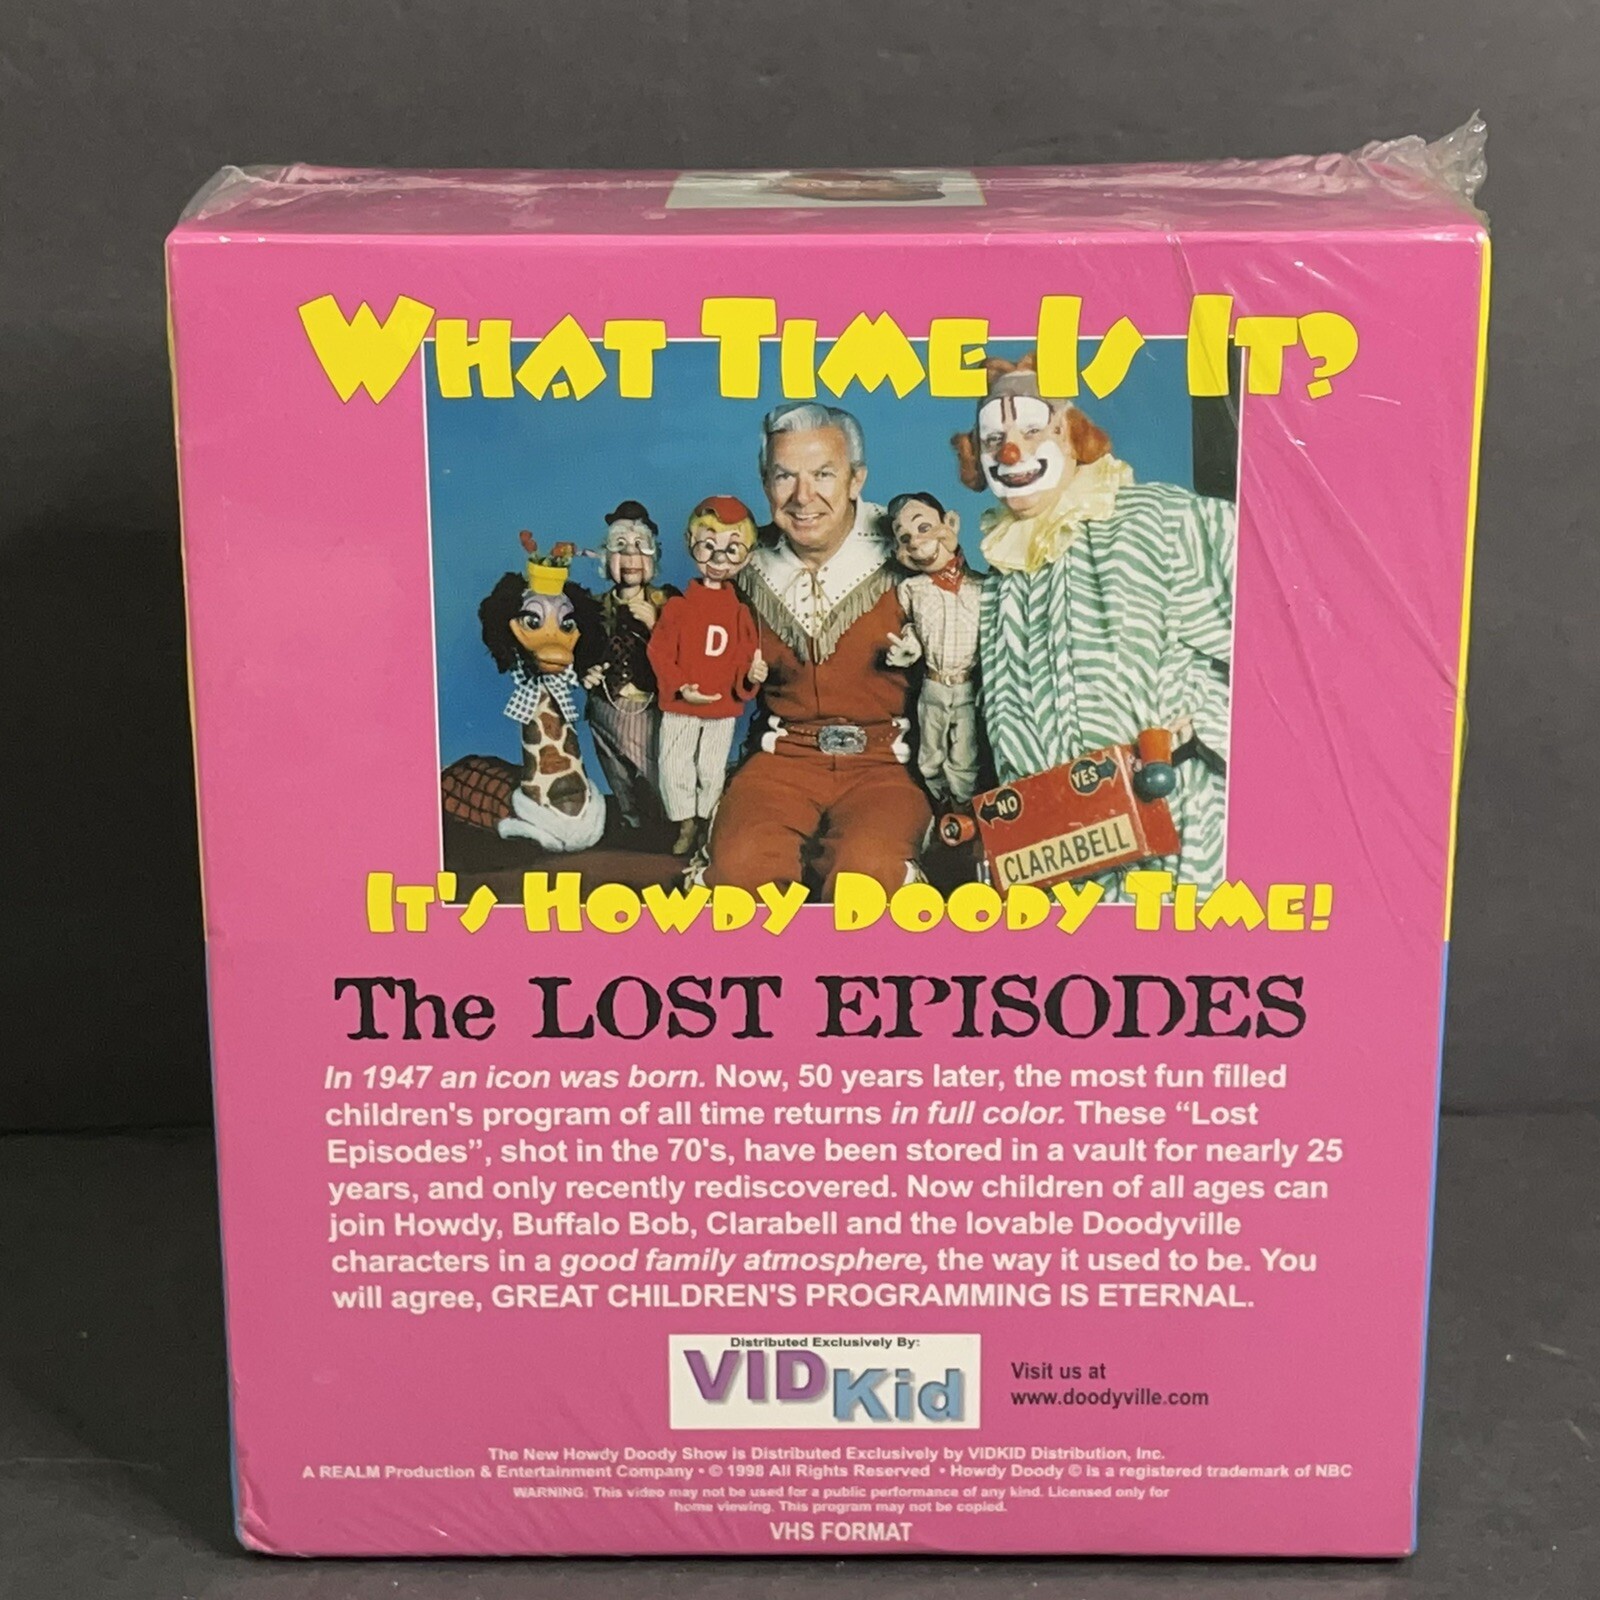 WHAT TIME IS IT?
D
NO
YES
CLARABELL
IT'S HOWDY DOODY TIME!
The LOST EPISODES
In 1947 an icon was born. Now, 50 years later, the most fun filled
children's program of all time returns in full color. These “Lost
Episodes”, shot in the 70's, have been stored in a vault for nearly 25
years, and only recently rediscovered. Now children of all ages can
join Howdy, Buffalo Bob, Clarabell and the lovable Doodyville
characters in a good family atmosphere, the way it used to be. You
will agree, GREAT CHILDREN'S PROGRAMMING IS ETERNAL.
Distributed Exclusively By:
VIDKid
Visit us at
www.doodyville.com
The New Howdy Doody Show is Distributed Exclusively by VIDKID Distribution, Inc.
A REALM Production & Entertainment Company • © 1998 All Rights Reserved • Howdy Doody © is a registered trademark of NBC
WARNING: This video may not be used for a public performance of any kind. Licensed only for
home viewing. This program may not be copied.
VHS FORMAT